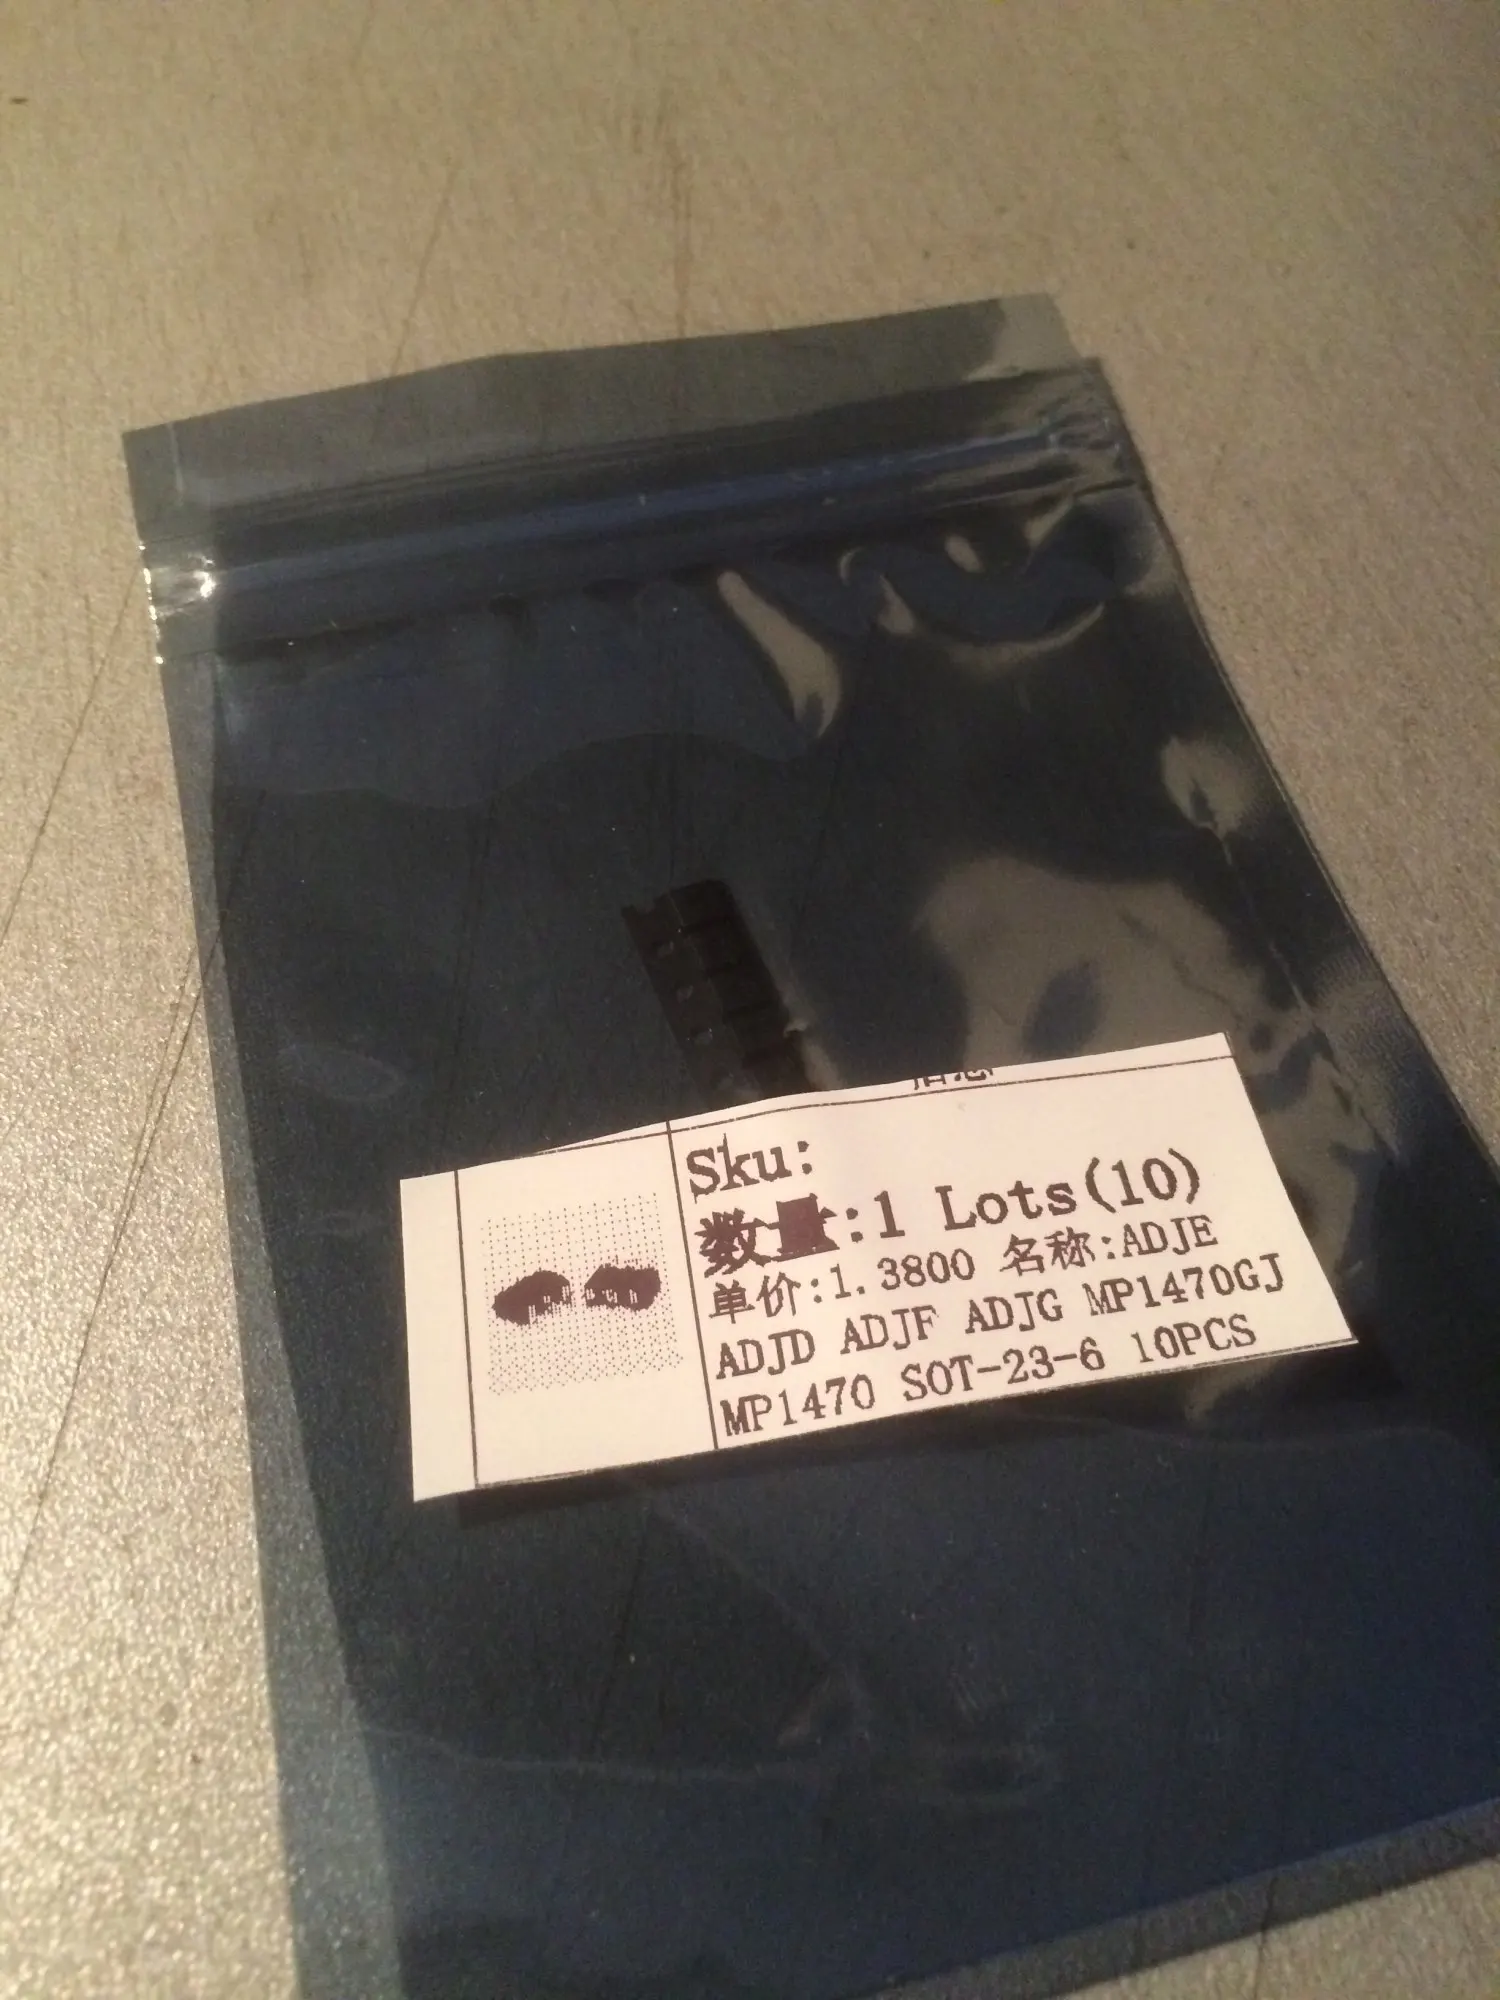 Sku:
数量:1 Lots(10)
单价:1.3800 名称:ADJE
ADJD ADJF ADJG MP1470GJ
MP1470 SOT-23-6 10PCS